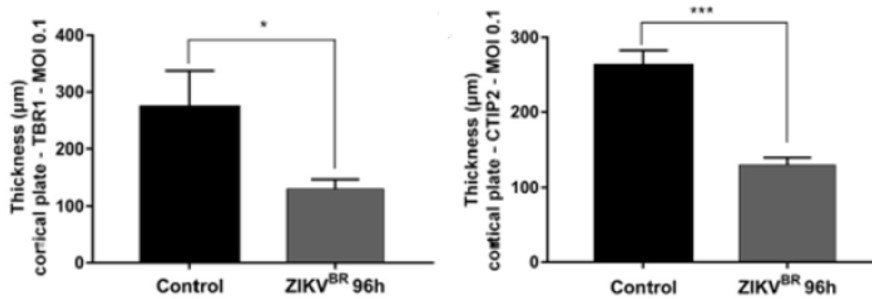 *
400
300
200
100
0
Thickness (µm)
cortical plate - TBR1 - MOI 0.1
Control
ZIKV^BR 96h
***
300
200
100
0
Thickness (µm)
cortical plate - CTIP2 - MOI 0.1
Control
ZIKV^BR 96h